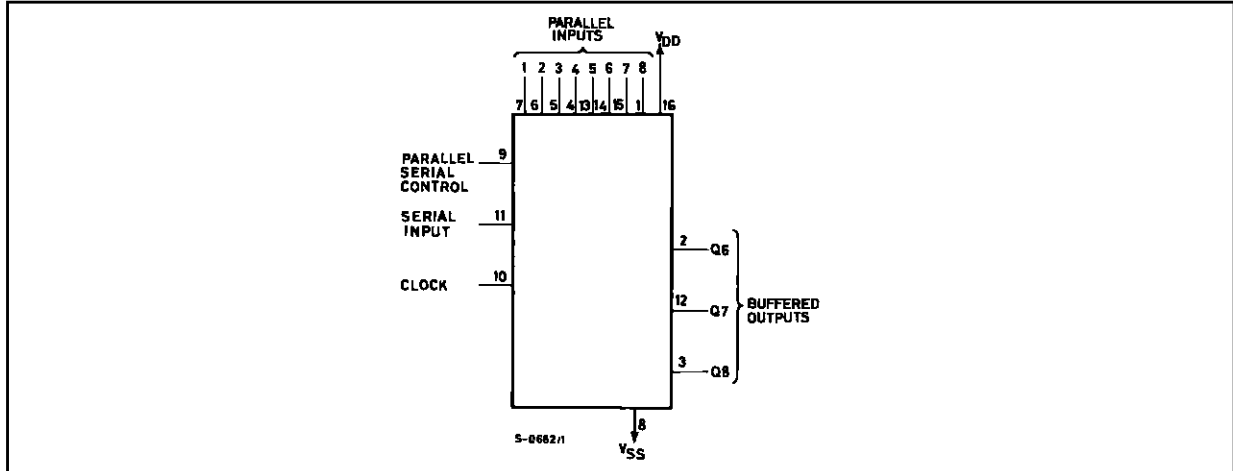 PARALLEL
INPUTS
VDD
1 2 3 4 5 6 7 8
7 6 5 4 13 14 15 1 16
PARALLEL
SERIAL
CONTROL
9
SERIAL
INPUT
11
CLOCK
10
2
Q6
12
Q7
3
Q8
BUFFERED
OUTPUTS
S-0662/1
8
VSS